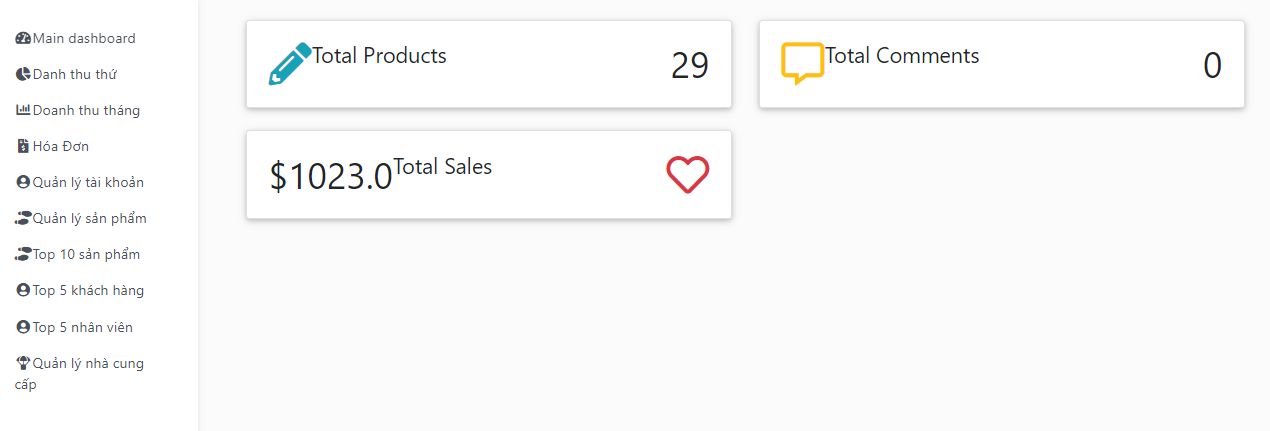 Main dashboard
Danh thu thứ
Doanh thu tháng
Hóa Đơn
Quản lý tài khoản
Quản lý sản phẩm
Top 10 sản phẩm
Top 5 khách hàng
Top 5 nhân viên
Quản lý nhà cung
cấp
Total Products
29
Total Comments
0
$1023.0 Total Sales